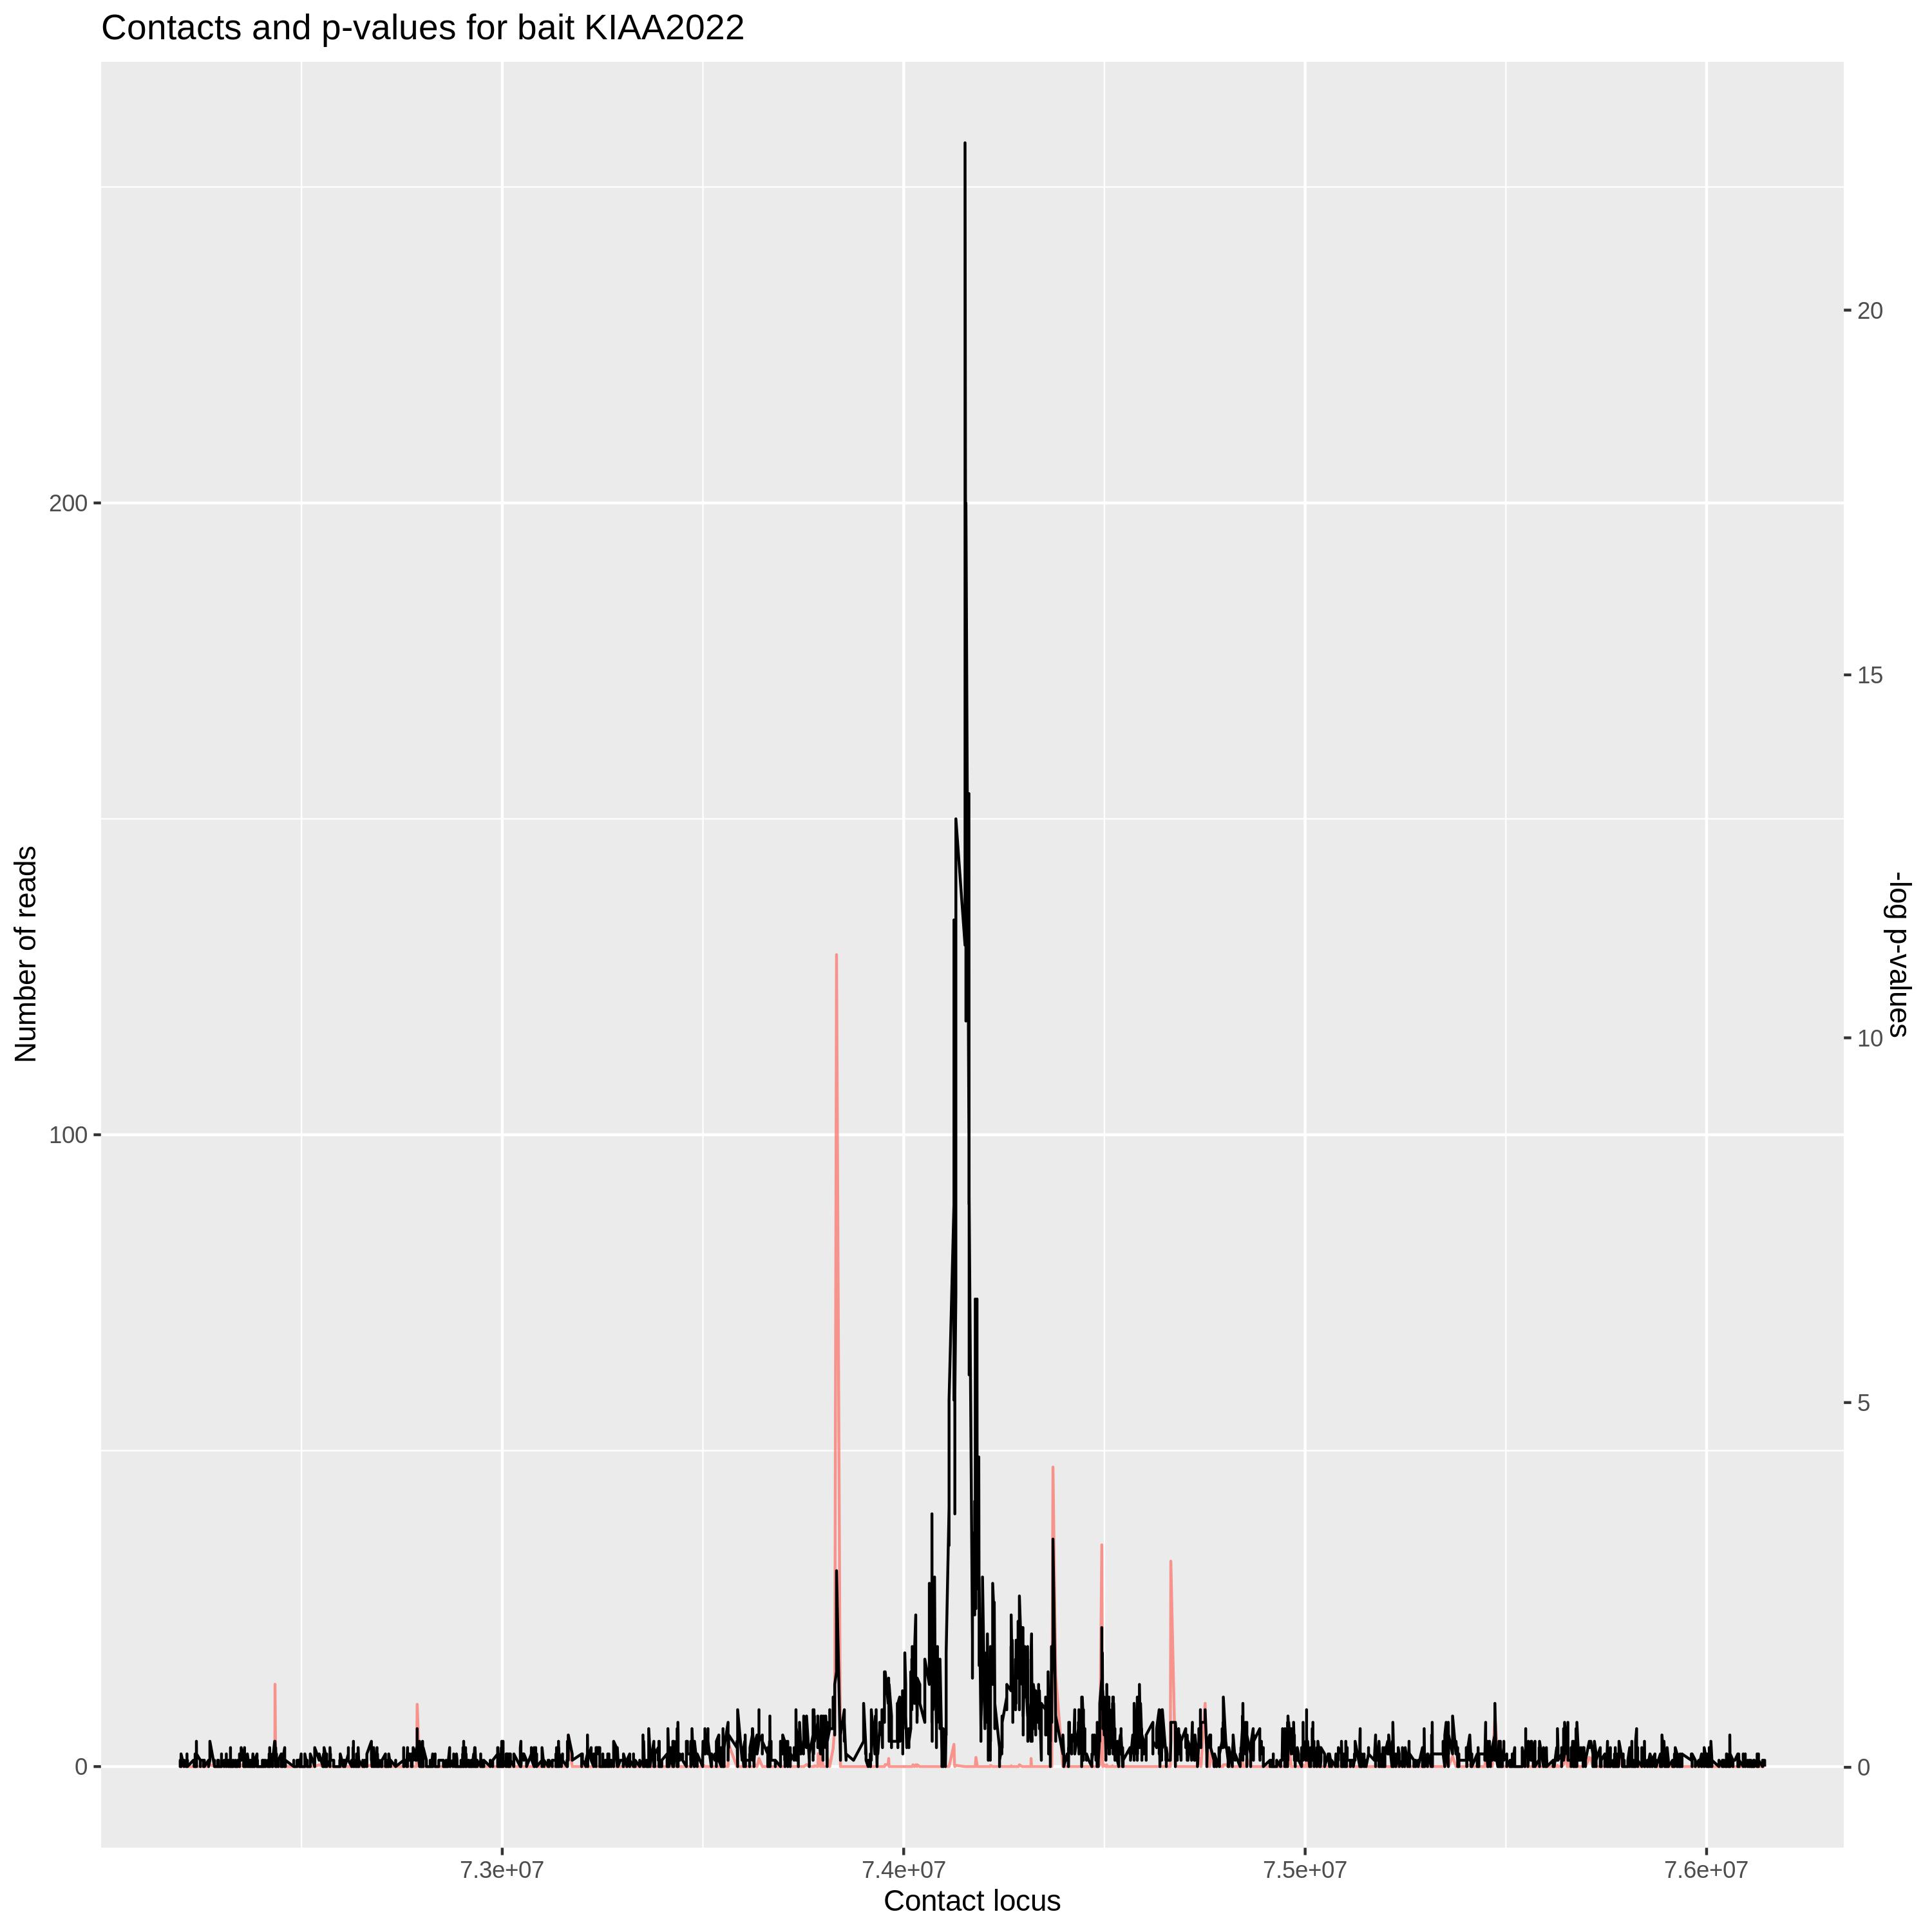 Contacts and p-values for bait KIAA2022
Number of reads
200
100
0
20
15
10
5
0
-log p-values
7.3e+07
7.4e+07
7.5e+07
7.6e+07
Contact locus